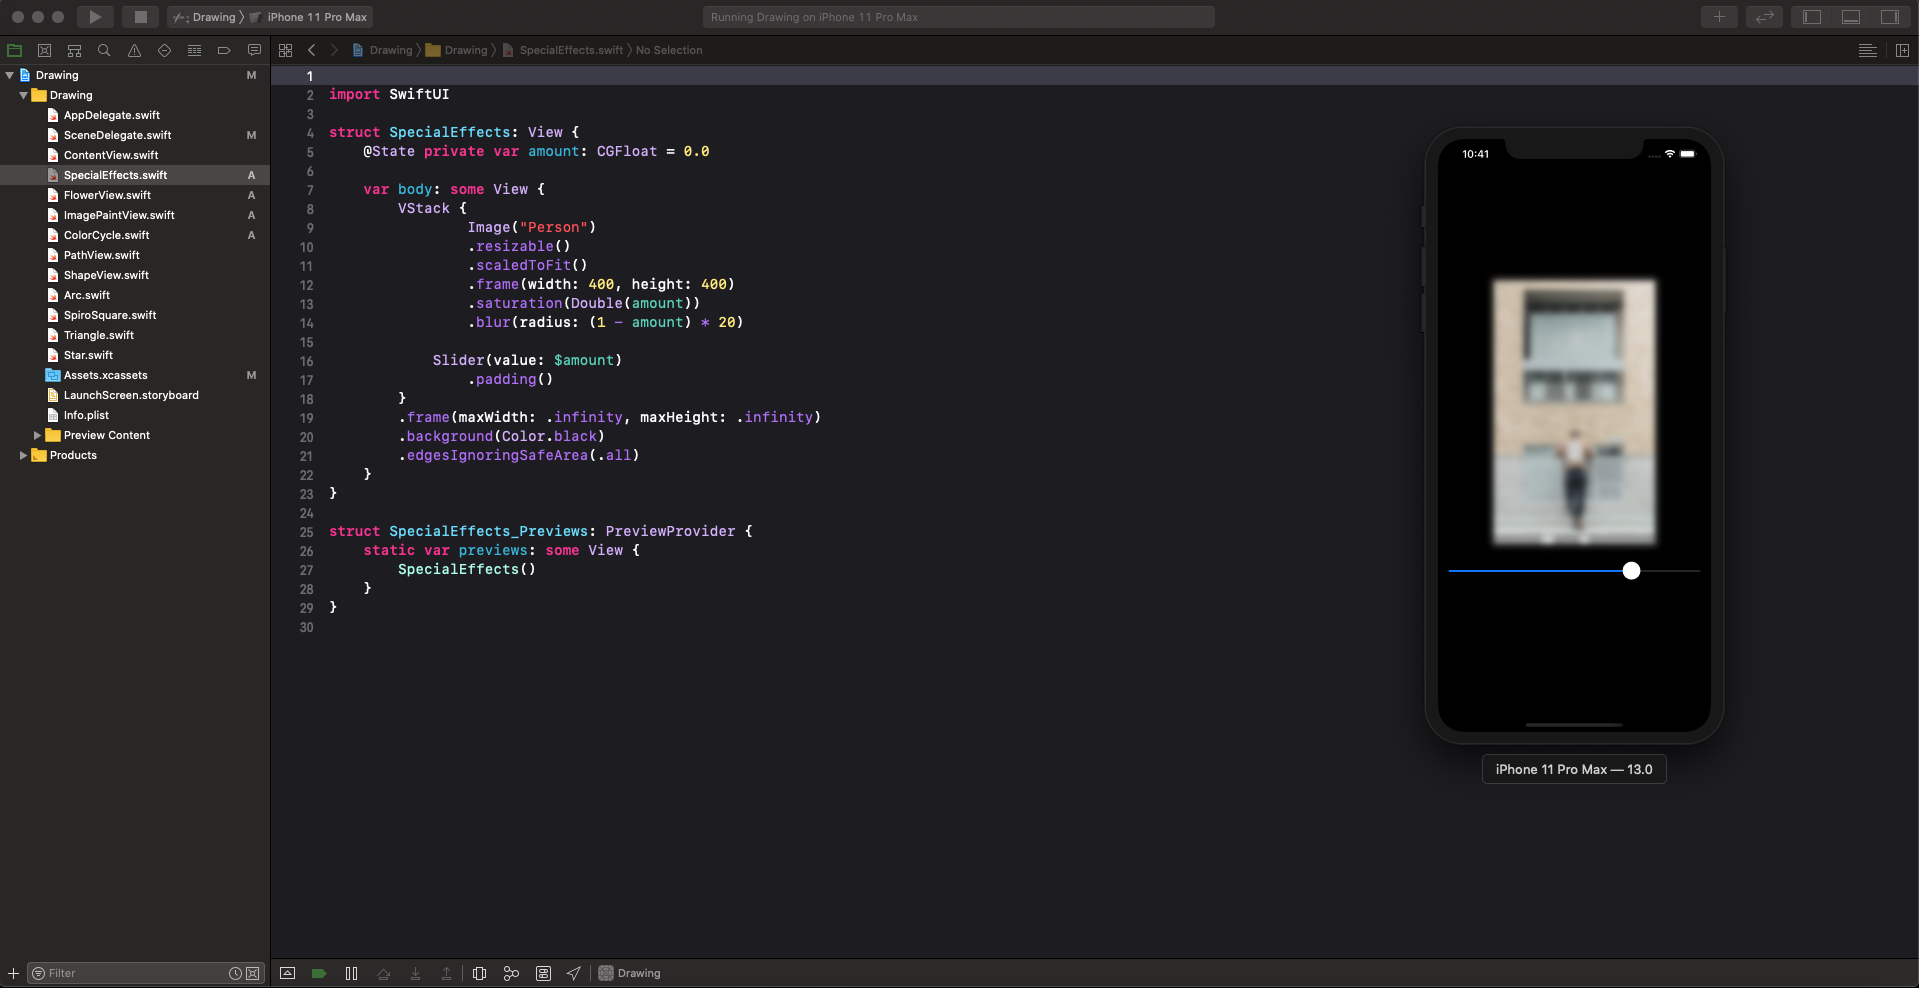 Drawing iPhone 11 Pro Max
Running Drawing on iPhone 11 Pro Max
Drawing Drawing SpecialEffects.swift No Selection
Drawing M
Drawing
AppDelegate.swift
SceneDelegate.swift M
ContentView.swift
SpecialEffects.swift A
FlowerView.swift A
ImagePaintView.swift A
ColorCycle.swift A
PathView.swift
ShapeView.swift
Arc.swift
SpiroSquare.swift
Triangle.swift
Star.swift
Assets.xcassets M
LaunchScreen.storyboard
Info.plist
Preview Content
Products
Filter
1
2 import SwiftUI
3
4 struct SpecialEffects: View {
5 @State private var amount: CGFloat = 0.0
6
7 var body: some View {
8 VStack {
9 Image("Person")
10 .resizable()
11 .scaledToFit()
12 .frame(width: 400, height: 400)
13 .saturation(Double(amount))
14 .blur(radius: (1 - amount) * 20)
15
16 Slider(value: $amount)
17 .padding()
18 }
19 .frame(maxWidth: .infinity, maxHeight: .infinity)
20 .background(Color.black)
21 .edgesIgnoringSafeArea(.all)
22 }
23 }
24
25 struct SpecialEffects_Previews: PreviewProvider {
26 static var previews: some View {
27 SpecialEffects()
28 }
29 }
30
10:41
iPhone 11 Pro Max — 13.0
Drawing